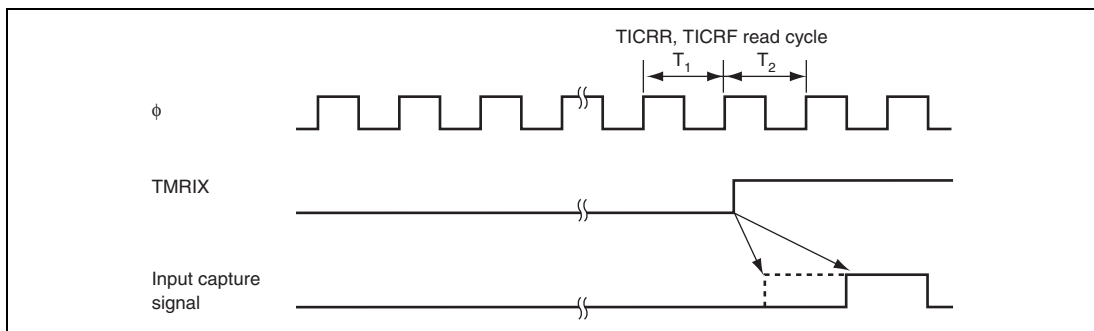 TICRR, TICRF read cycle
T₁ T₂
φ
TMRIX
Input capture
signal